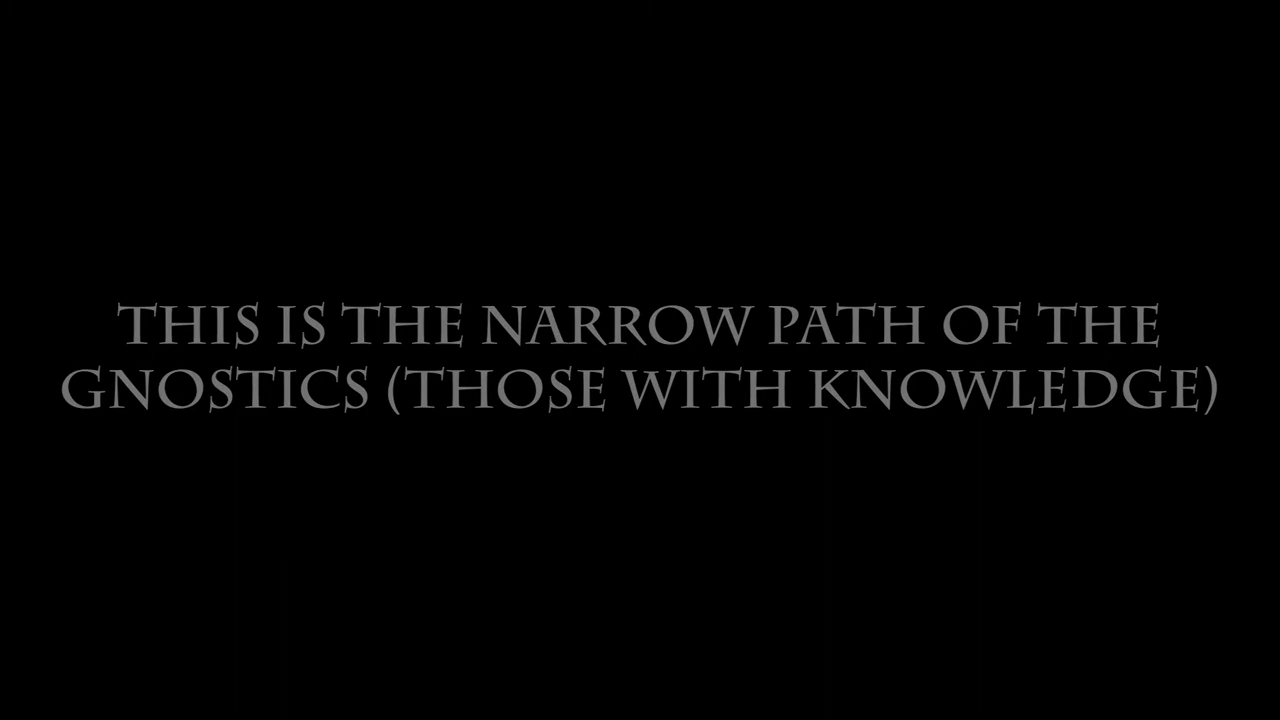 THIS IS THE NARROW PATH OF THE
GNOSTICS (THOSE WITH KNOWLEDGE)